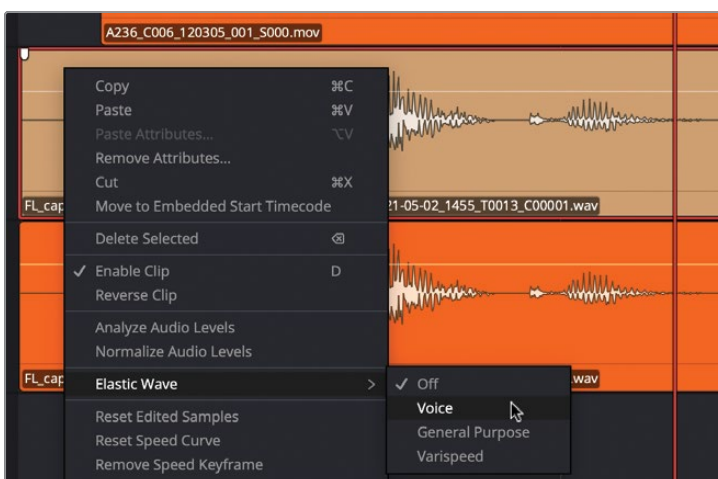 A236_C006_120305_001_S000.mov
Copy ⌘C
Paste ⌘V
Paste Attributes... ⌥V
Remove Attributes...
Cut ⌘X
Move to Embedded Start Timecode
FL_cap 21-05-02_1455_T0013_C00001.wav
Delete Selected ⌫
✓ Enable Clip D
Reverse Clip
Analyze Audio Levels
Normalize Audio Levels
FL_cap .wav
Elastic Wave >
✓ Off
Voice
General Purpose
Varispeed
Reset Edited Samples
Reset Speed Curve
Remove Speed Keyframe